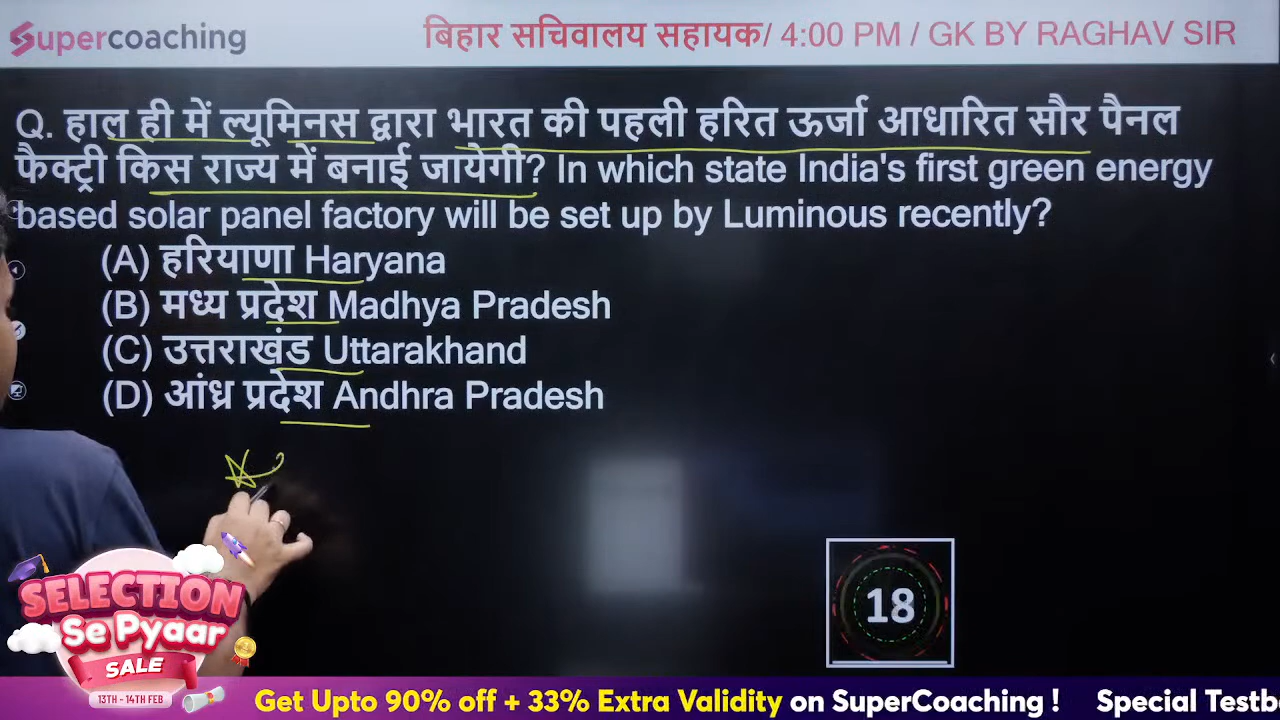 Supercoaching
बिहार सचिवालय सहायक/ 4:00 PM / GK BY RAGHAV SIR
Q. हाल ही में ल्यूमिनस द्वारा भारत की पहली हरित ऊर्जा आधारित सौर पैनल
फैक्ट्री किस राज्य में बनाई जायेगी? In which state India's first green energy
based solar panel factory will be set up by Luminous recently?
(A) हरियाणा Haryana
(B) मध्य प्रदेश Madhya Pradesh
(C) उत्तराखंड Uttarakhand
(D) आंध्र प्रदेश Andhra Pradesh
18
SELECTION
Se Pyaar
SALE
13TH - 14TH FEB
Get Upto 90% off + 33% Extra Validity on SuperCoaching ! Special Testb